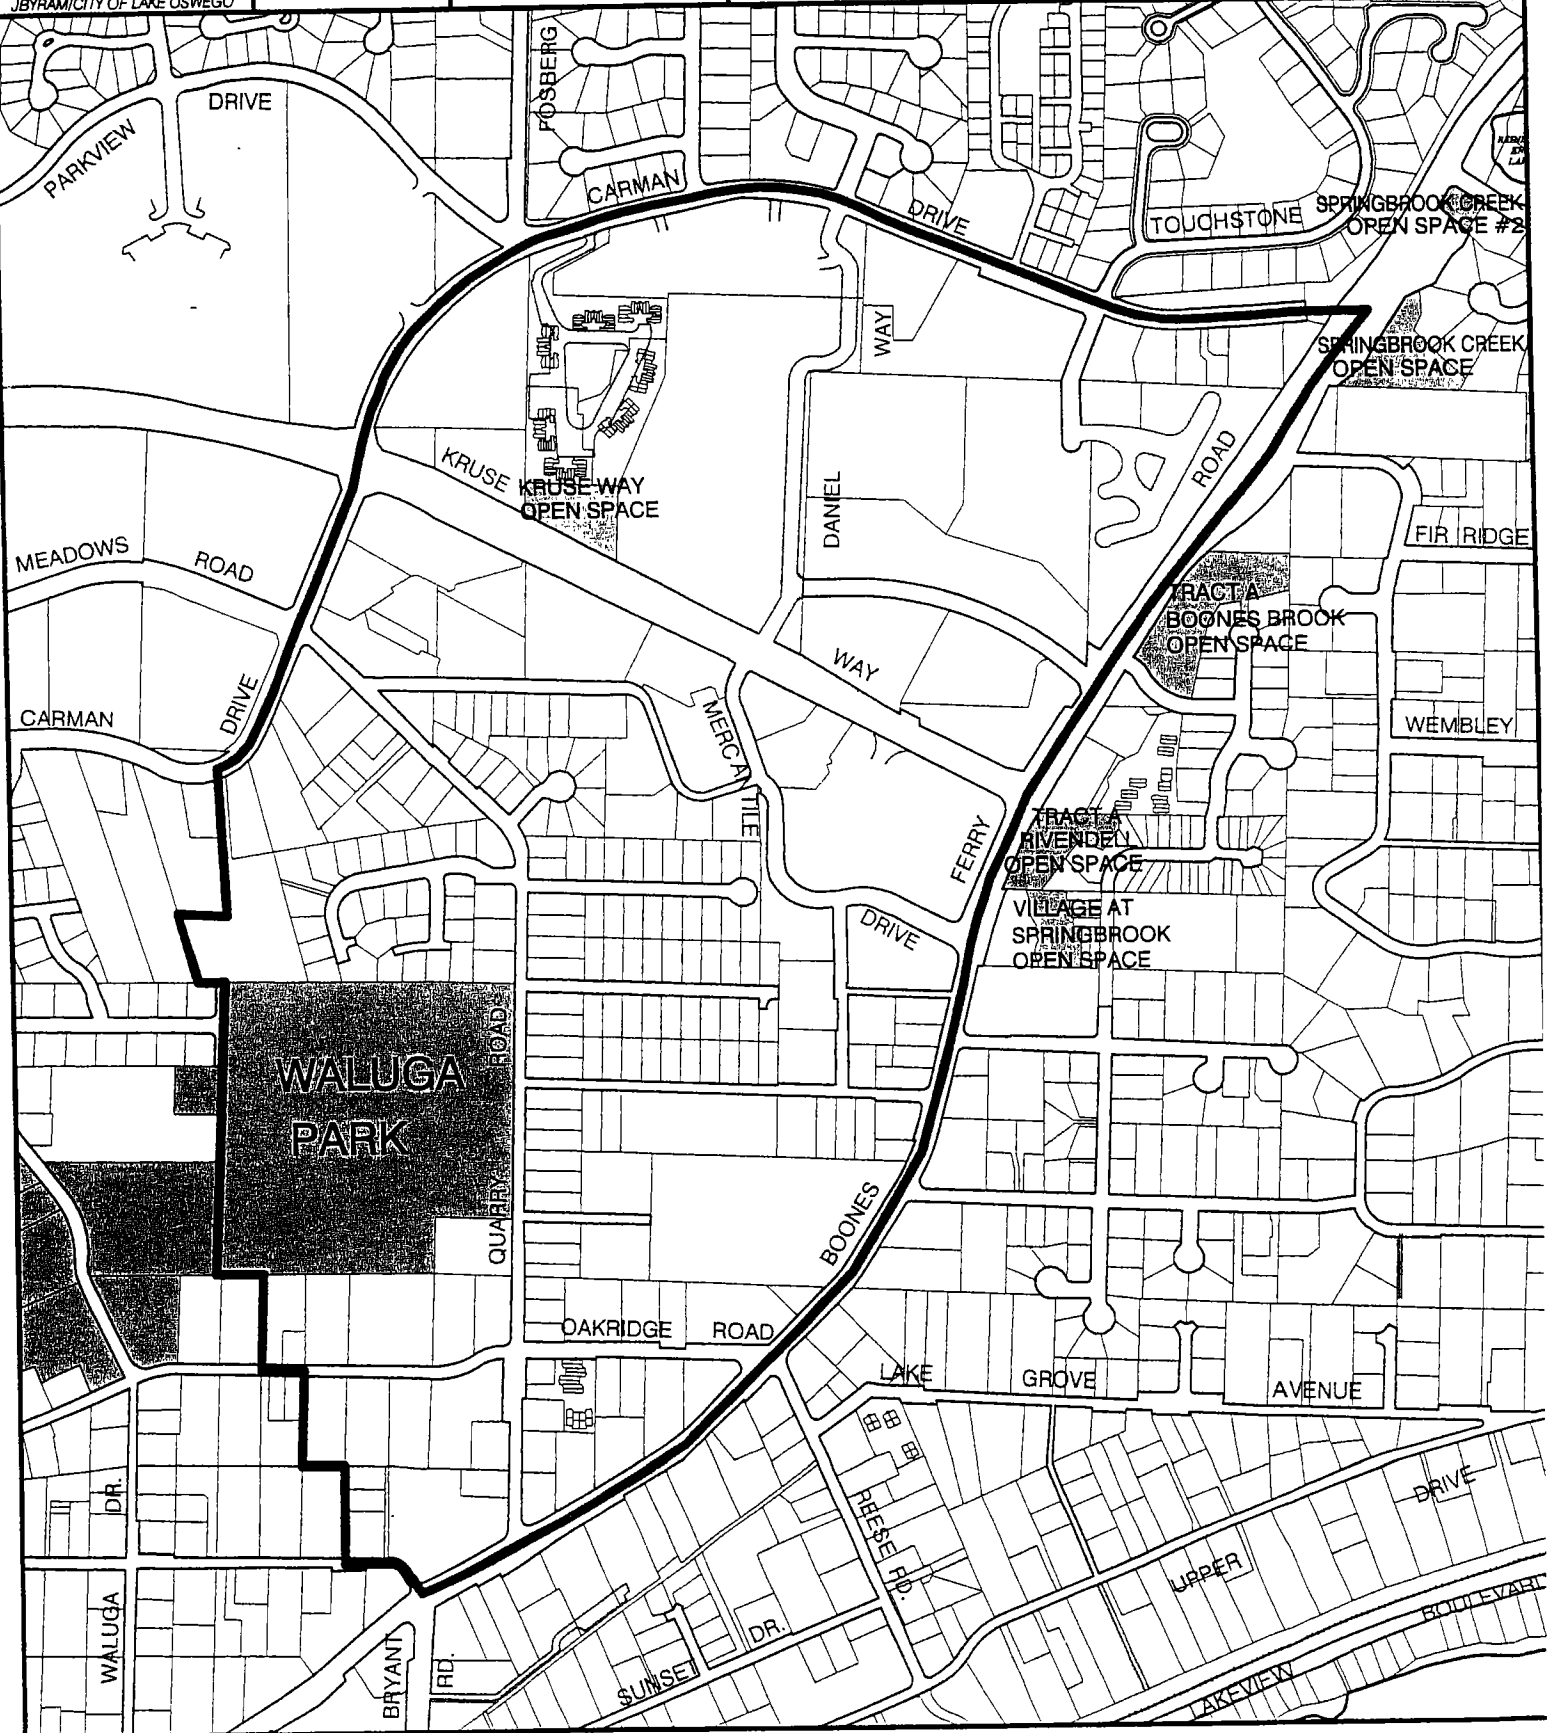 JBYRAM/CITY OF LAKE OSWEGO
FOSBERG
DRIVE
PARKVIEW
CARMAN
DRIVE
TOUCHSTONE
SPRINGBROOK CREEK
OPEN SPACE #2
WAY
SPRINGBROOK CREEK
OPEN SPACE
KRUSE
KRUSE WAY
OPEN SPACE
DANIEL
ROAD
FIR RIDGE
MEADOWS
ROAD
TRACT A
BOONES BROOK
OPEN SPACE
WAY
CARMAN
DRIVE
MERCANTILE
WEMBLEY
TRACT A
RIVENDELL
OPEN SPACE
FERRY
VILLAGE AT
SPRINGBROOK
OPEN SPACE
DRIVE
ROAD
WALUGA
PARK
QUARRY
BOONES
OAKRIDGE ROAD
LAKE GROVE AVENUE
DR.
REESE RD.
DRIVE
UPPER
WALUGA
BRYANT
RD.
SUNSET
DR.
BOULEVARD
LAKEVIEW